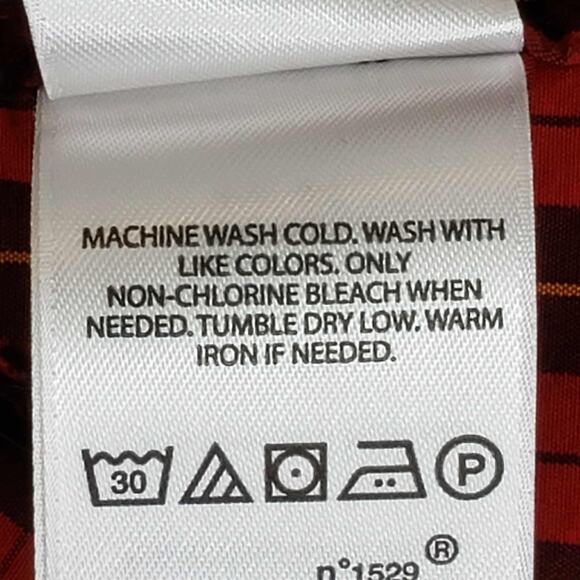 MACHINE WASH COLD. WASH WITH
LIKE COLORS. ONLY
NON-CHLORINE BLEACH WHEN
NEEDED. TUMBLE DRY LOW. WARM
IRON IF NEEDED.
30 P
®
n°1529